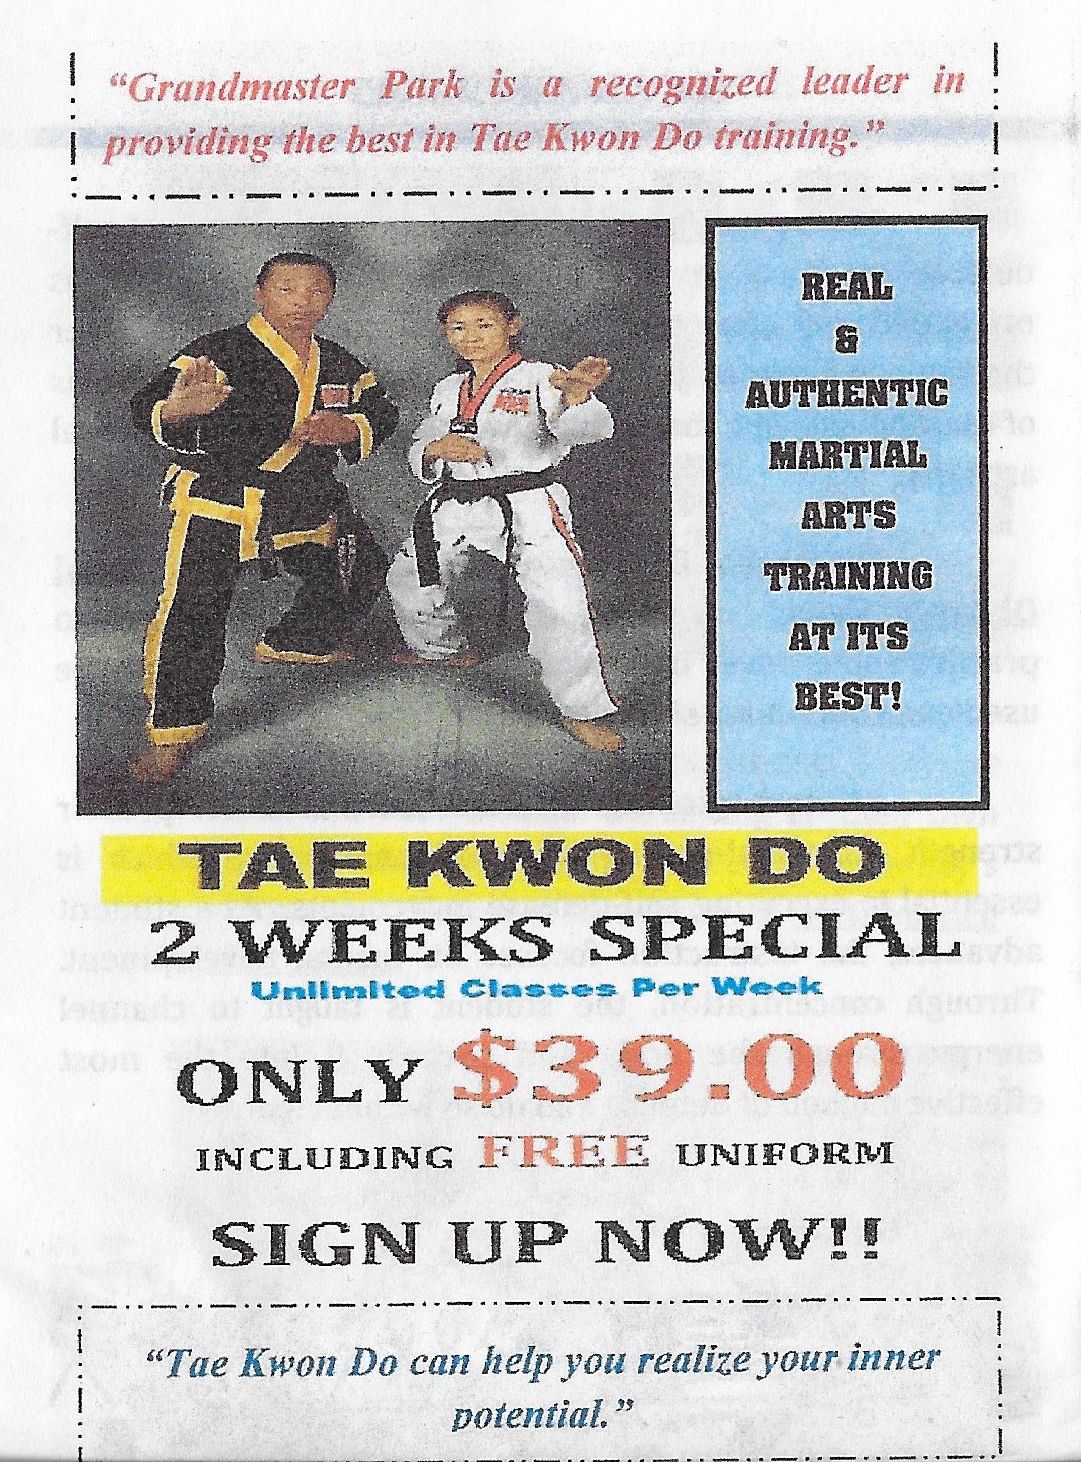 “Grandmaster Park is a recognized leader in
providing the best in Tae Kwon Do training.”
REAL
&
AUTHENTIC
MARTIAL
ARTS
TRAINING
AT ITS
BEST!
TAE KWON DO
2 WEEKS SPECIAL
Unlimited Classes Per Week
ONLY $39.00
INCLUDING FREE UNIFORM
SIGN UP NOW!!
“Tae Kwon Do can help you realize your inner
potential.”